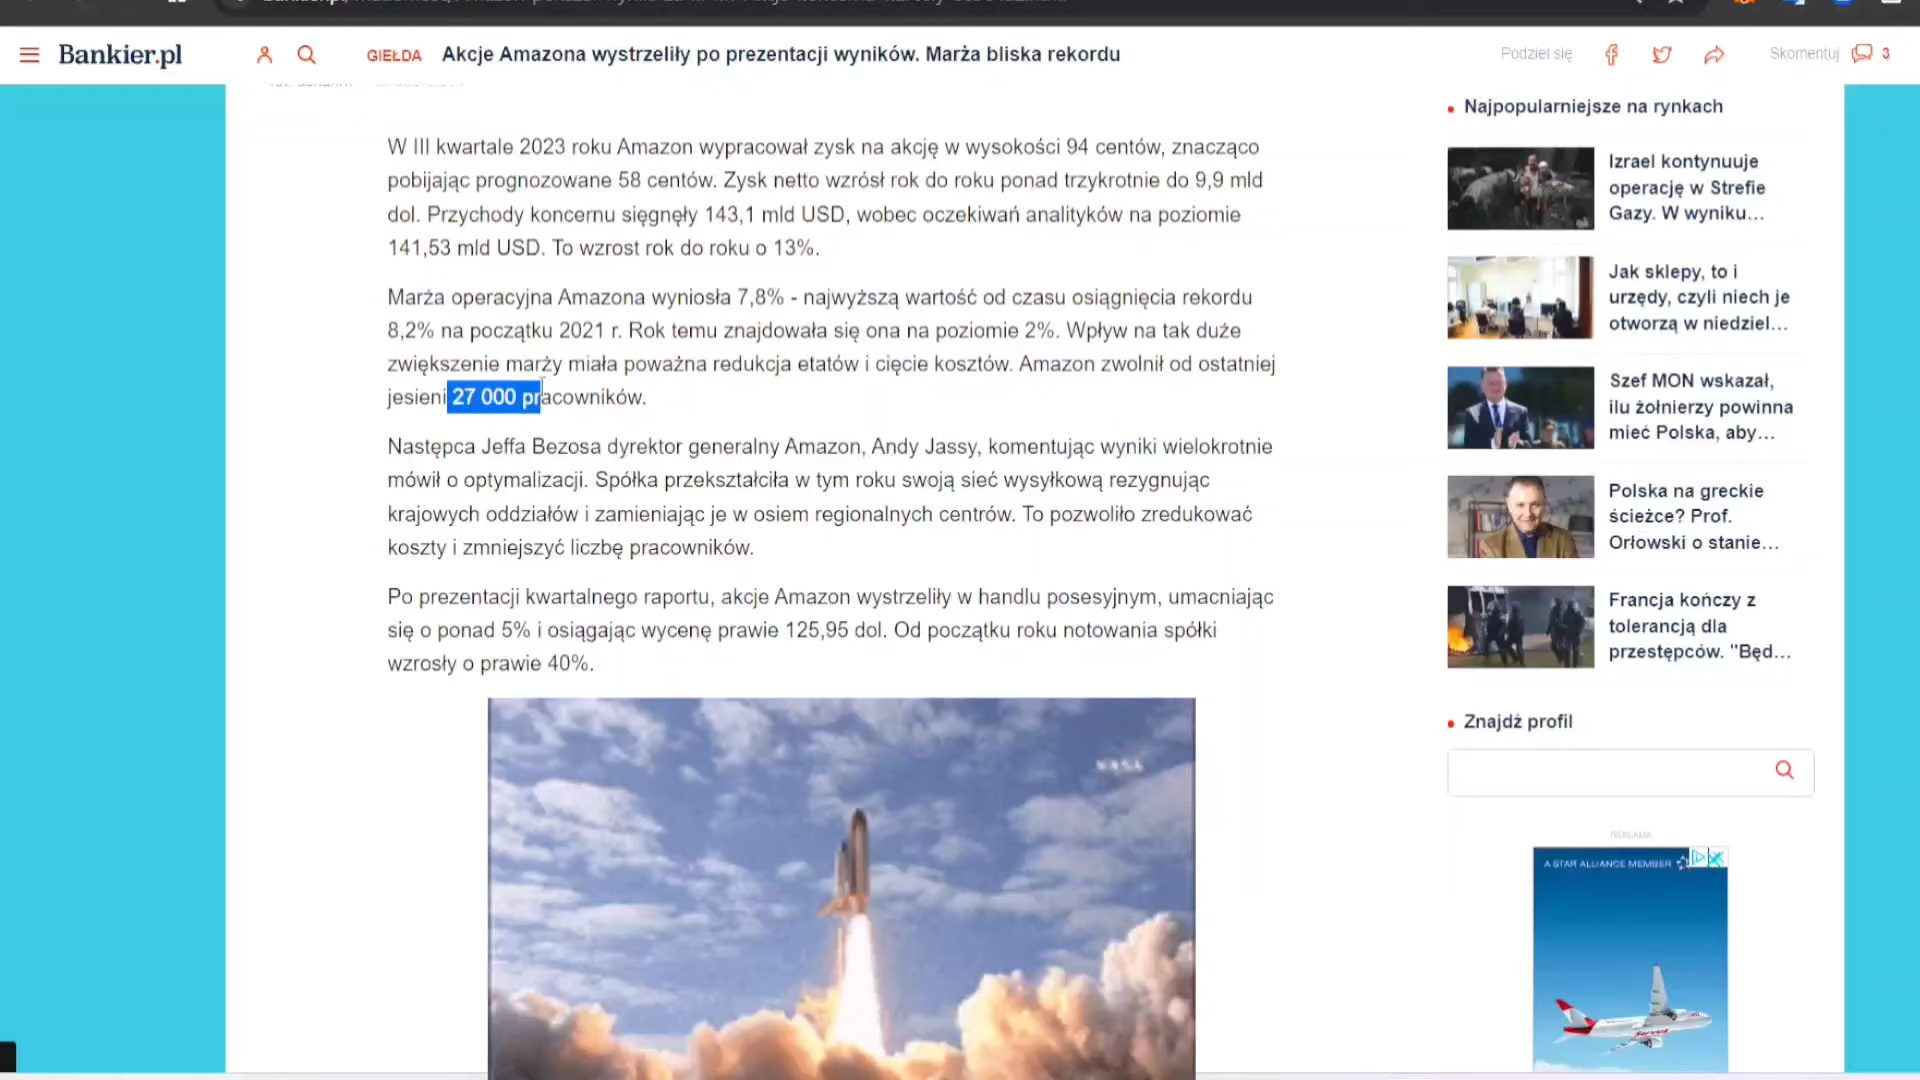 Bankier.pl
GIEŁDA
Akcje Amazona wystrzeliły po prezentacji wyników. Marża bliska rekordu
Podziel się
Skomentuj
3
W III kwartale 2023 roku Amazon wypracował zysk na akcję w wysokości 94 centów, znacząco
pobijając prognozowane 58 centów. Zysk netto wzrósł rok do roku ponad trzykrotnie do 9,9 mld
dol. Przychody koncernu sięgnęły 143,1 mld USD, wobec oczekiwań analityków na poziomie
141,53 mld USD. To wzrost rok do roku o 13%.
Marża operacyjna Amazona wyniosła 7,8% - najwyższą wartość od czasu osiągnięcia rekordu
8,2% na początku 2021 r. Rok temu znajdowała się ona na poziomie 2%. Wpływ na tak duże
zwiększenie marży miała poważna redukcja etatów i cięcie kosztów. Amazon zwolnił od ostatniej
jesieni 27 000 pracowników.
Następca Jeffa Bezosa dyrektor generalny Amazon, Andy Jassy, komentując wyniki wielokrotnie
mówił o optymalizacji. Spółka przekształciła w tym roku swoją sieć wysyłkową rezygnując
krajowych oddziałów i zamieniając je w osiem regionalnych centrów. To pozwoliło zredukować
koszty i zmniejszyć liczbę pracowników.
Po prezentacji kwartalnego raportu, akcje Amazon wystrzeliły w handlu posesyjnym, umacniając
się o ponad 5% i osiągając wycenę prawie 125,95 dol. Od początku roku notowania spółki
wzrosły o prawie 40%.
NASA
Najpopularniejsze na rynkach
Izrael kontynuuje
operację w Strefie
Gazy. W wyniku...
Jak sklepy, to i
urzędy, czyli niech je
otworzą w niedziel...
Szef MON wskazał,
ilu żołnierzy powinna
mieć Polska, aby...
Polska na greckie
ścieżce? Prof.
Orłowski o stanie...
Francja kończy z
tolerancją dla
przestępców. "Będ...
Znajdź profil
REKLAMA
A STAR ALLIANCE MEMBER